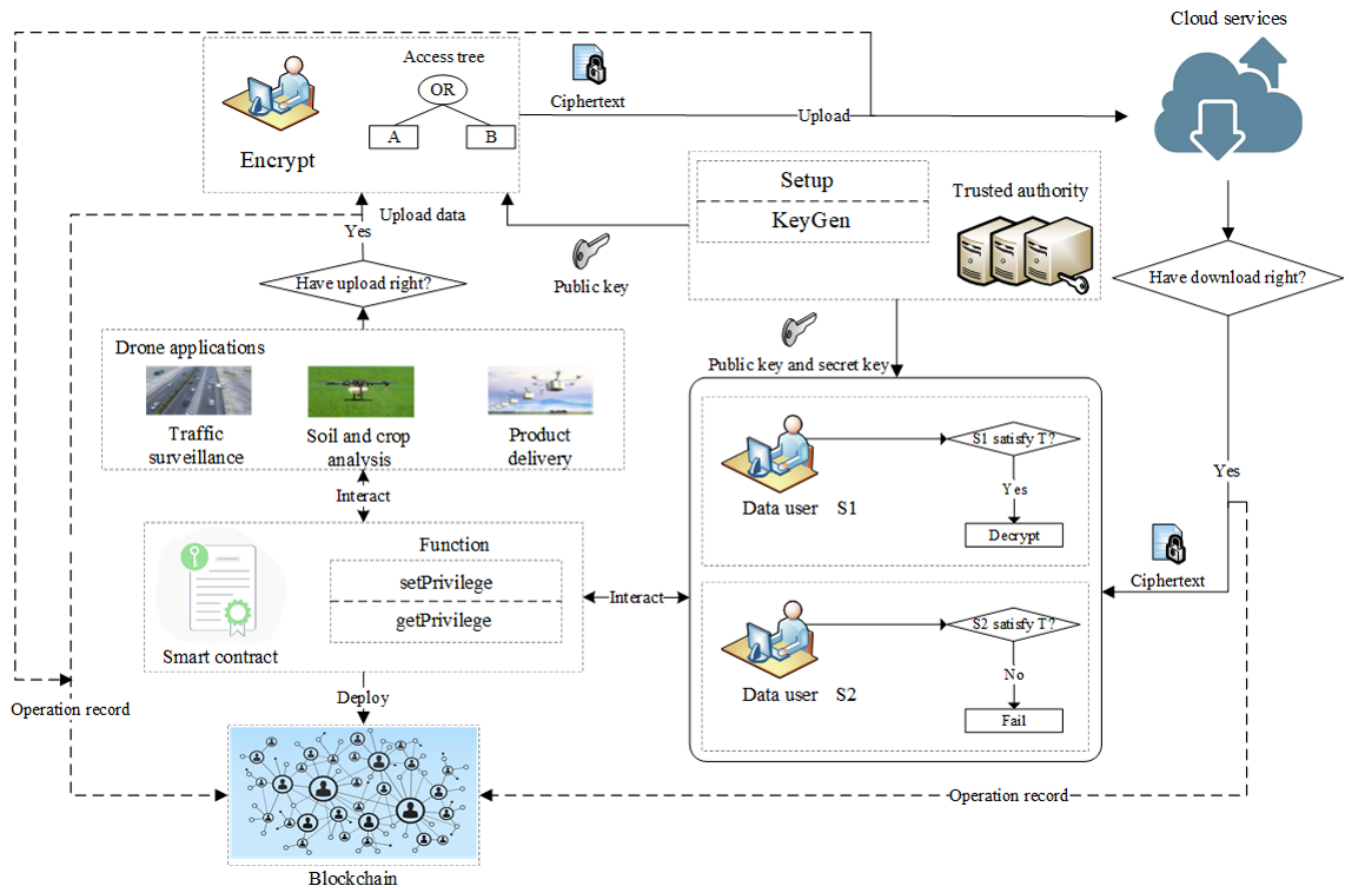 Cloud services
Access tree
OR
A
B
Encrypt
Ciphertext
Upload
Setup
KeyGen
Trusted authority
Upload data
Yes
Public key
Have upload right?
Have download right?
Drone applications
Traffic
surveillance
Soil and crop
analysis
Product
delivery
Public key and secret key
S1 satisfy T?
Yes
Decrypt
Data user S1
Yes
Interact
Function
setPrivilege
getPrivilege
Smart contract
Interact
Ciphertext
S2 satisfy T?
No
Fail
Data user S2
Deploy
Operation record
Operation record
Blockchain